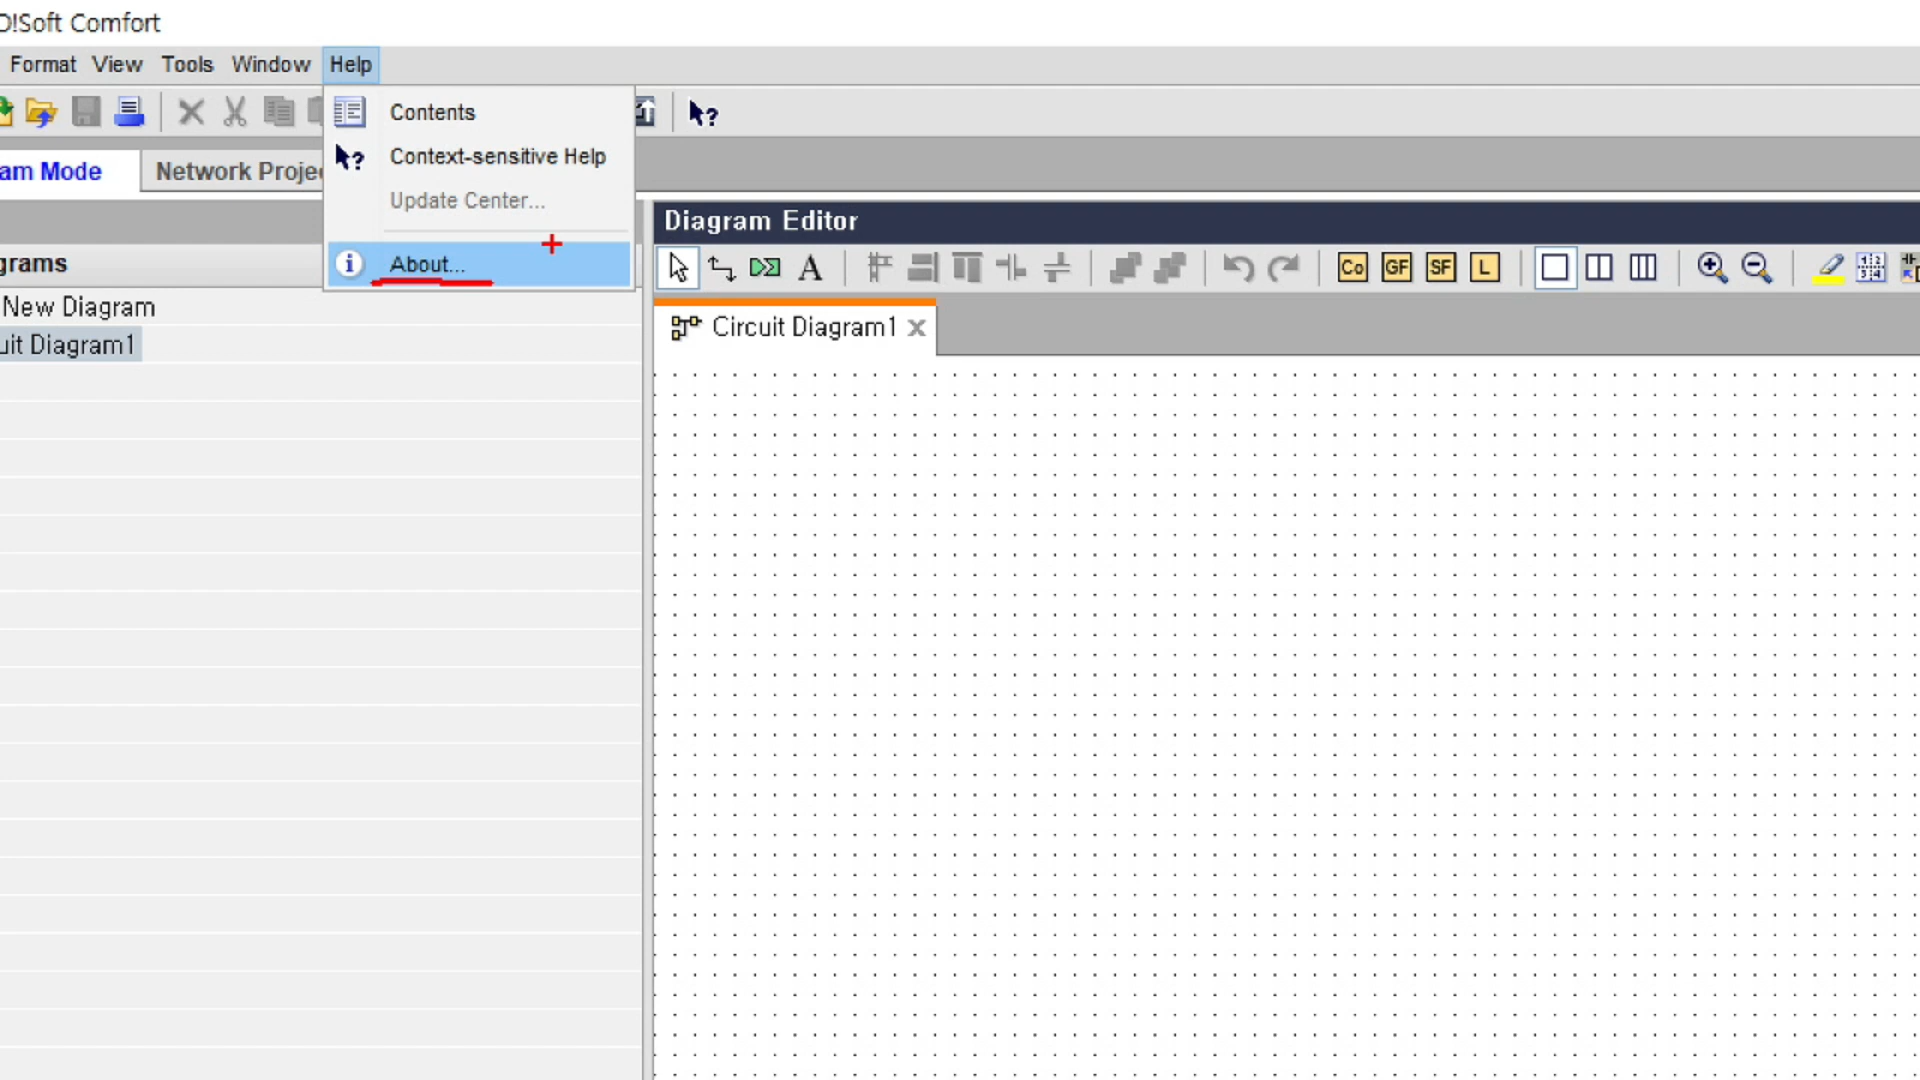 O!Soft Comfort
Format View Tools Window Help
Contents
am Mode
Network Projec
Context-sensitive Help
Update Center...
Diagram Editor
grams
About...
A
Co GF SF L
New Diagram
uit Diagram1
Circuit Diagram1